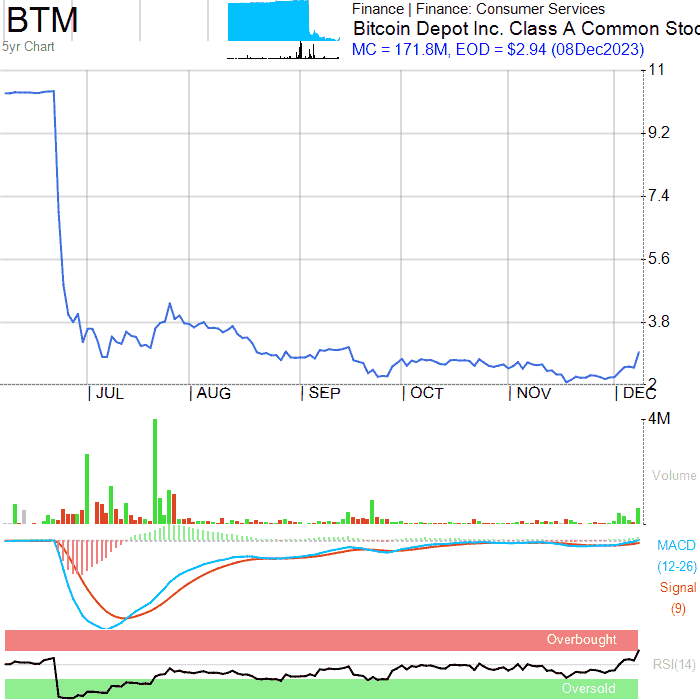 BTM
5yr Chart
Finance | Finance: Consumer Services
Bitcoin Depot Inc. Class A Common Stoc
MC = 171.8M, EOD = $2.94 (08Dec2023)
11
9.2
7.4
5.6
3.8
2
JUL AUG SEP OCT NOV DEC
4M
Volume
MACD
(12-26)
Signal
(9)
Overbought
RSI(14)
Oversold